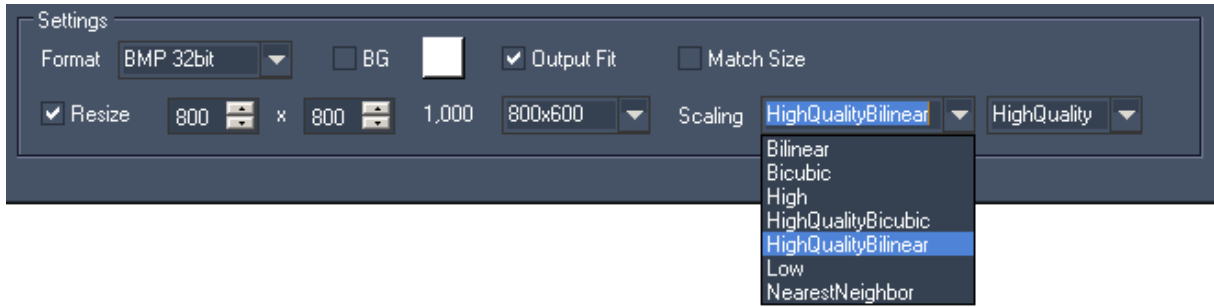 Settings
Format BMP 32bit BG Output Fit Match Size
Resize 800 x 800 1,000 800x600 Scaling HighQualityBilinear HighQuality
Bilinear
Bicubic
High
HighQualityBicubic
HighQualityBilinear
Low
NearestNeighbor